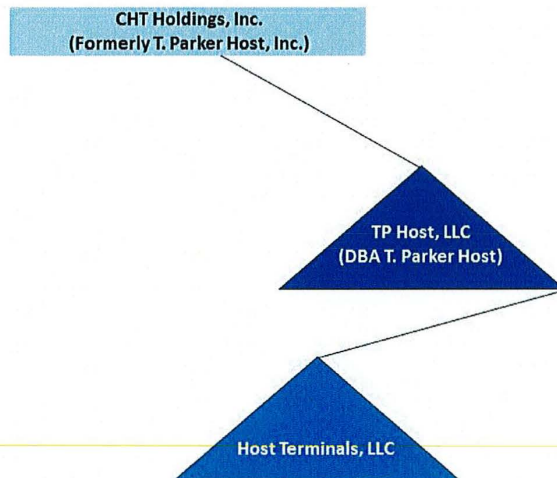 CHT Holdings, Inc.
(Formerly T. Parker Host, Inc.)
TP Host, LLC
(DBA T. Parker Host)
Host Terminals, LLC